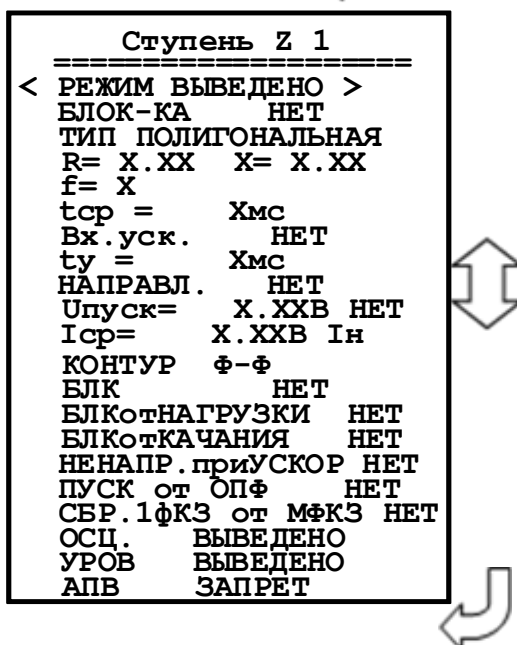 Ступень Z 1
====================
< РЕЖИМ ВЫВЕДЕНО >
БЛОК-КА НЕТ
ТИП ПОЛИГОНАЛЬНАЯ
R= X.XX X= X.XX
f= X
tср = Xмс
Вх.уск. НЕТ
tу = Xмс
НАПРАВЛ. НЕТ
Uпуск= X.XXВ НЕТ
Iср= X.XXВ Iн
КОНТУР Ф-Ф
БЛК НЕТ
БЛКотНАГРУЗКИ НЕТ
БЛКотКАЧАНИЯ НЕТ
НЕНАПР.приУСКОР НЕТ
ПУСК от ОПФ НЕТ
СБР.1фКЗ от МФКЗ НЕТ
ОСЦ. ВЫВЕДЕНО
УРОВ ВЫВЕДЕНО
АПВ ЗАПРЕТ